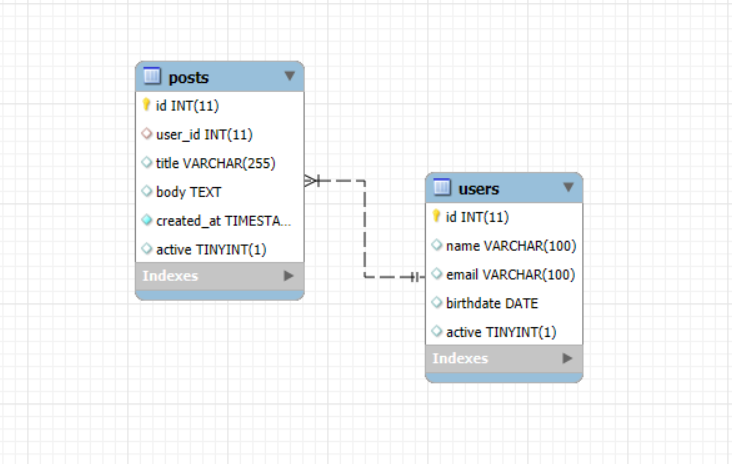 posts
id INT(11)
user_id INT(11)
title VARCHAR(255)
body TEXT
created_at TIMESTA...
active TINYINT(1)
Indexes
users
id INT(11)
name VARCHAR(100)
email VARCHAR(100)
birthdate DATE
active TINYINT(1)
Indexes